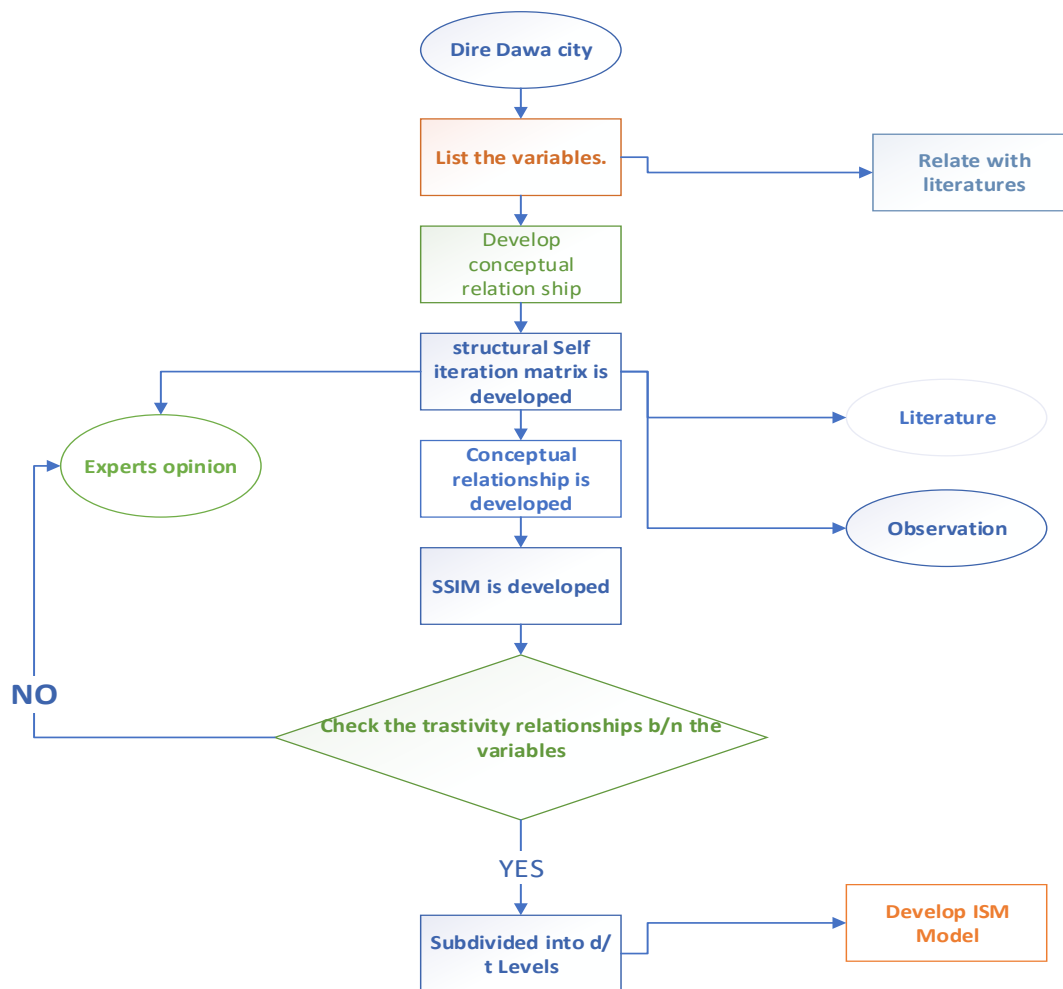 Dire Dawa city
List the variables.
Relate with
literatures
Develop
conceptual
relation ship
structural Self
iteration matrix is
developed
Literature
Experts opinion
Conceptual
relationship is
developed
Observation
SSIM is developed
NO
Check the trastivity relationships b/n the
variables
YES
Subdivided into d/
t Levels
Develop ISM
Model